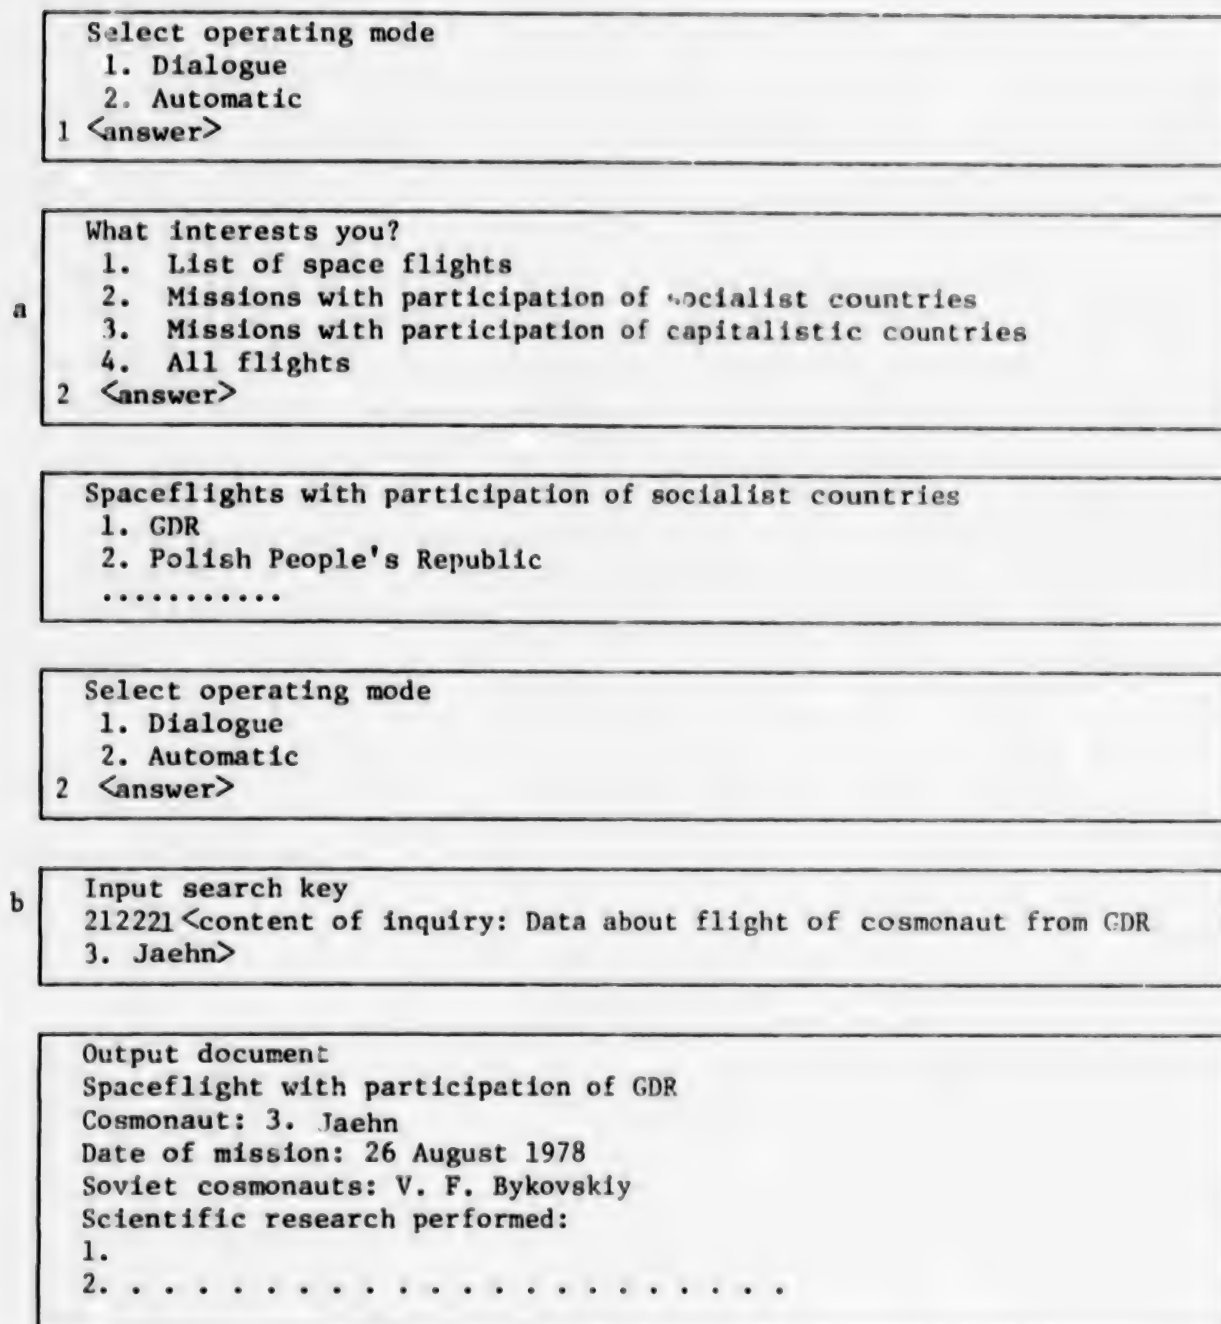 Select operating mode
1. Dialogue
2. Automatic
1 <answer>
What interests you?
1. List of space flights
a
2. Missions with participation of socialist countries
3. Missions with participation of capitalistic countries
4. All flights
2 <answer>
Spaceflights with participation of socialist countries
1. GDR
2. Polish People's Republic
...........
Select operating mode
1. Dialogue
2. Automatic
2 <answer>
b
Input search key
212221<content of inquiry: Data about flight of cosmonaut from GDR
3. Jaehn>
Output document
Spaceflight with participation of GDR
Cosmonaut: 3. Jaehn
Date of mission: 26 August 1978
Soviet cosmonauts: V. F. Bykovskiy
Scientific research performed:
1.
2. . . . . . . . . . . . . . . . . . . . . . .